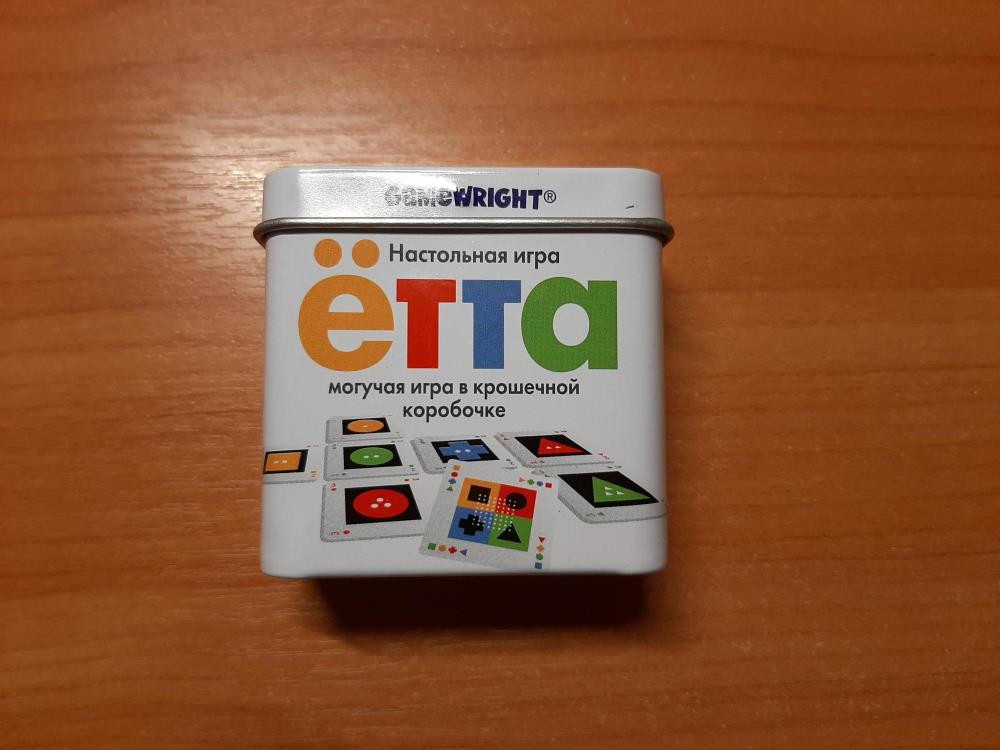 GAMEWRIGHT®
Настольная игра
ётта
могучая игра в крошечной
коробочке